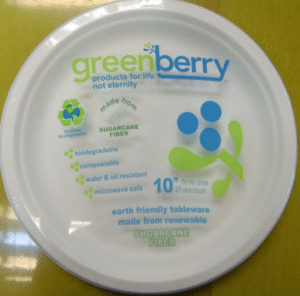 greenberry
products for life
not eternity
made from
SUGARCANE
FIBER
biodegradable
compostable
water & oil resistant
microwave safe
10"
earth friendly tableware
made from renewable
SUGARCANE
FIBER